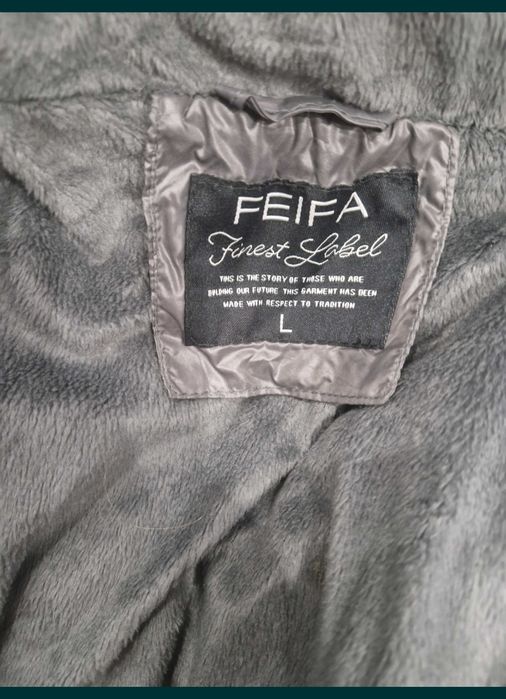 FEIFA
Finest Label
THIS IS THE STORY OF THOSE WHO ARE
BUILDING OUR FUTURE THIS GARMENT HAS BEEN
MADE WITH RESPECT TO TRADITION
L